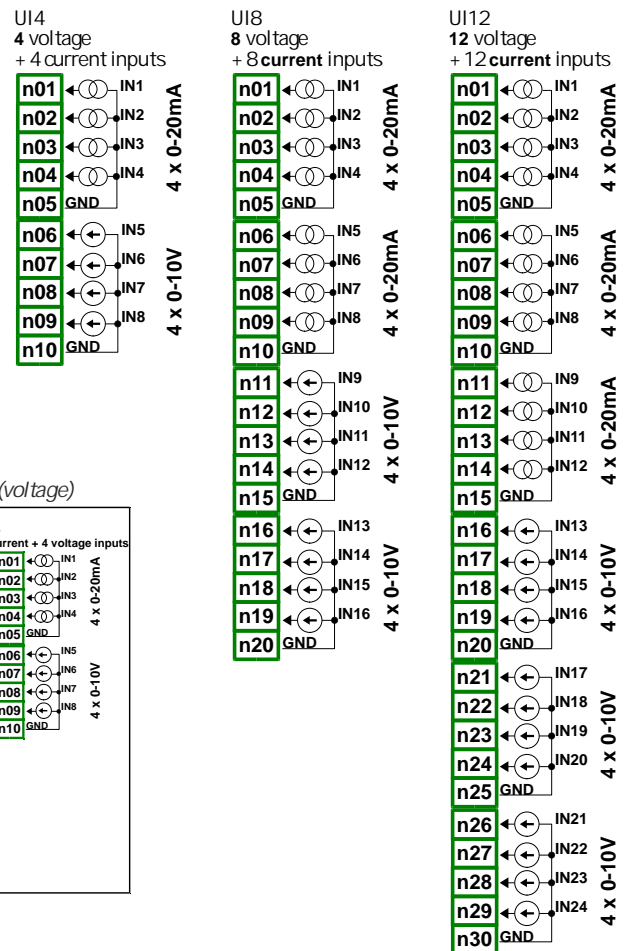 UI4
4 voltage
+ 4 current inputs
n01 IN1
n02 IN2
n03 IN3
n04 IN4
n05 GND
4 x 0-20mA
n06 IN5
n07 IN6
n08 IN7
n09 IN8
n10 GND
4 x 0-10V
UI8
8 voltage
+ 8 current inputs
n01 IN1
n02 IN2
n03 IN3
n04 IN4
n05 GND
4 x 0-20mA
n06 IN5
n07 IN6
n08 IN7
n09 IN8
n10 GND
4 x 0-20mA
n11 IN9
n12 IN10
n13 IN11
n14 IN12
n15 GND
4 x 0-10V
n16 IN13
n17 IN14
n18 IN15
n19 IN16
n20 GND
4 x 0-10V
UI12
12 voltage
+ 12 current inputs
n01 IN1
n02 IN2
n03 IN3
n04 IN4
n05 GND
4 x 0-20mA
n06 IN5
n07 IN6
n08 IN7
n09 IN8
n10 GND
4 x 0-20mA
n11 IN9
n12 IN10
n13 IN11
n14 IN12
n15 GND
4 x 0-20mA
n16 IN13
n17 IN14
n18 IN15
n19 IN16
n20 GND
4 x 0-10V
n21 IN17
n22 IN18
n23 IN19
n24 IN20
n25 GND
4 x 0-10V
n26 IN21
n27 IN22
n28 IN23
n29 IN24
n30 GND
4 x 0-10V
(voltage)
+ 4 voltage inputs
n01 IN1
n02 IN2
n03 IN3
n04 IN4
n05 GND
4 x 0-20mA
n06 IN5
n07 IN6
n08 IN7
n09 IN8
n10 GND
4 x 0-10V